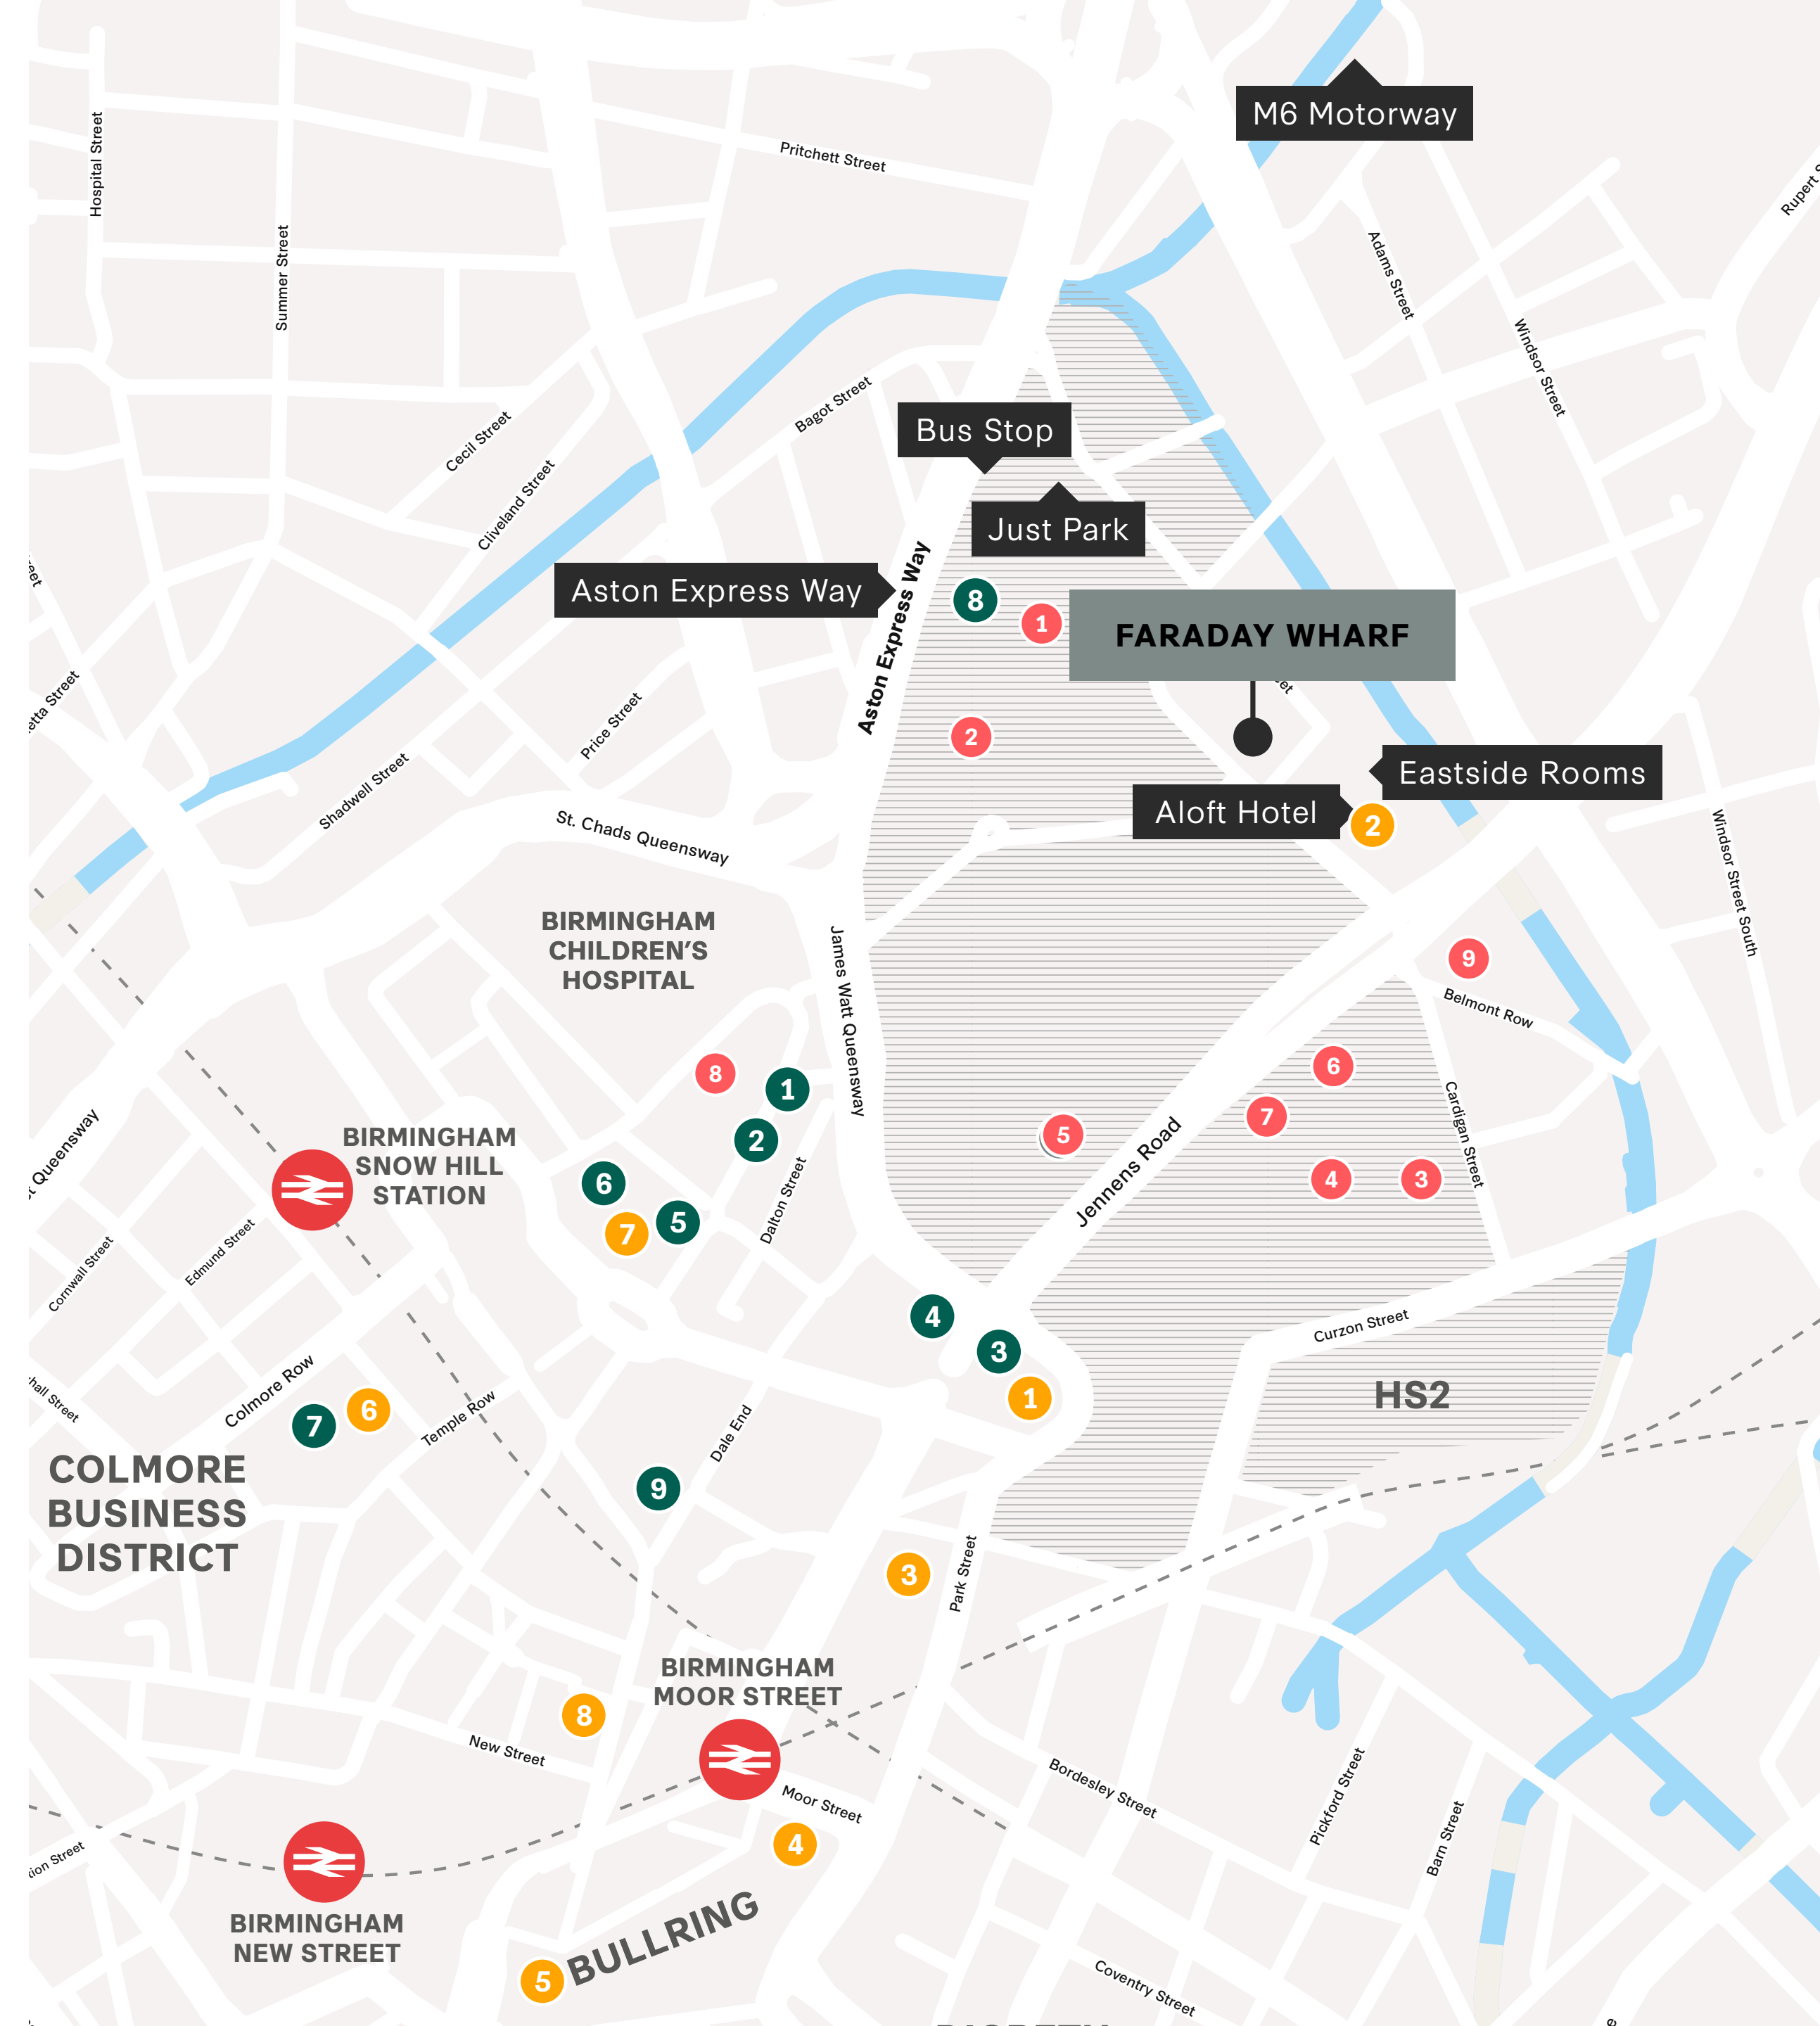 M6 Motorway
Hospital Street
Pritchett Street
Summer Street
Adams Street
Windsor Street
Bagot Street
Cecil Street
Bus Stop
Cliveland Street
Just Park
Aston Express Way
Aston Express Way
8
1
FARADAY WHARF
Price Street
2
Eastside Rooms
Shadwell Street
St. Chads Queensway
Aloft Hotel
2
Windsor Street South
BIRMINGHAM
CHILDREN'S
HOSPITAL
James Watt Queensway
9
Belmont Row
8
1
6
7
5
Cardigan Street
BIRMINGHAM
SNOW HILL
STATION
2
Jennens Road
4
3
6
7
5
Dalton Street
Edmund Street
Cornwall Street
4
3
Curzon Street
1
HS2
Colmore Row
7
6
Temple Row
Dale End
COLMORE
BUSINESS
DISTRICT
9
3
Park Street
BIRMINGHAM
MOOR STREET
8
New Street
Moor Street
Bordesley Street
Pickford Street
Barn Street
4
BIRMINGHAM
NEW STREET
BULLRING
5
Coventry Street